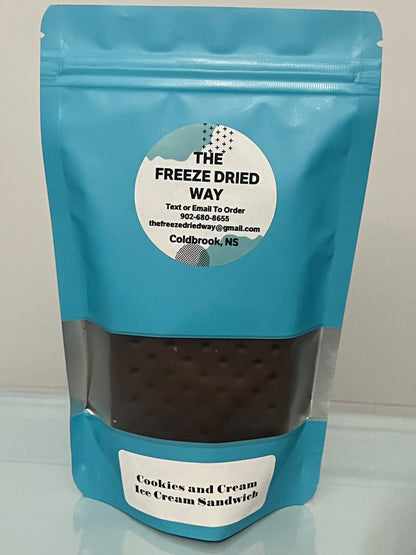 THE
FREEZE DRIED
WAY
Text or Email To Order
902-680-8655
thefreezedriedway@gmail.com
Coldbrook, NS
Cookies and Cream
Ice Cream Sandwich